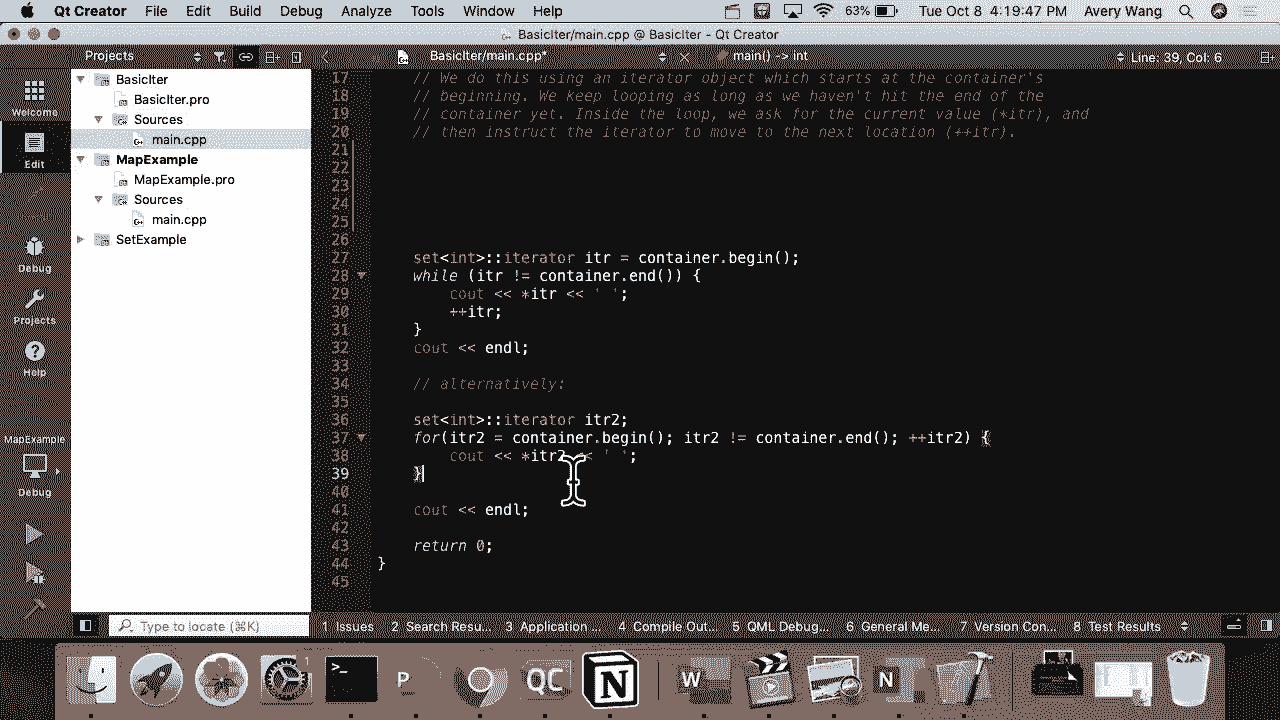 Qt Creator File Edit Build Debug Analyze Tools Window Help 63% Tue Oct 8 4:19:47 PM Avery Wang
BasicIter/main.cpp @ BasicIter - Qt Creator
Projects BasicIter/main.cpp* main() -> int Line: 39, Col: 6
Welcome
Edit
Debug
Projects
Help
MapExample
Debug
BasicIter
BasicIter.pro
Sources
main.cpp
MapExample
MapExample.pro
Sources
main.cpp
SetExample
17 // We do this using an iterator object which starts at the container's
18 // beginning. We keep looping as long as we haven't hit the end of the
19 // container yet. Inside the loop, we ask for the current value (*itr), and
20 // then instruct the iterator to move to the next location (++itr).
21
22
23
24
25
26
27 set<int>::iterator itr = container.begin();
28 while (itr != container.end()) {
29 cout << *itr << ' ';
30 ++itr;
31 }
32 cout << endl;
33
34 // alternatively:
35
36 set<int>::iterator itr2;
37 for(itr2 = container.begin(); itr2 != container.end(); ++itr2) {
38 cout << *itr2 << ' ';
39 }
40
41 cout << endl;
42
43 return 0;
44 }
45
Type to locate (⌘K) 1 Issues 2 Search Resu... 3 Application ... 4 Compile Out... 5 QML Debug... 6 General Me... 7 Version Con... 8 Test Results
>_ P QC N W N